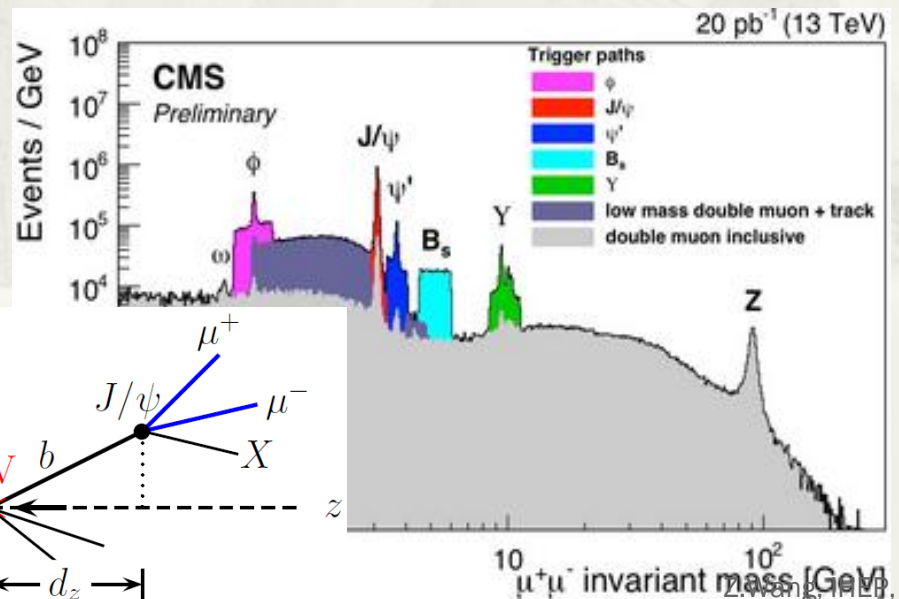 20 pb⁻¹ (13 TeV)
Events / GeV
10⁸
10⁷
10⁶
10⁵
10⁴
CMS
Preliminary
Trigger paths
φ
J/ψ
ψ'
Bₛ
Υ
low mass double muon + track
double muon inclusive
ω
φ
J/ψ
ψ'
Bₛ
Υ
Z
μ⁺
μ⁻
J/ψ
X
b
z
d_z
10
10²
μ⁺μ⁻ invariant mass [GeV]